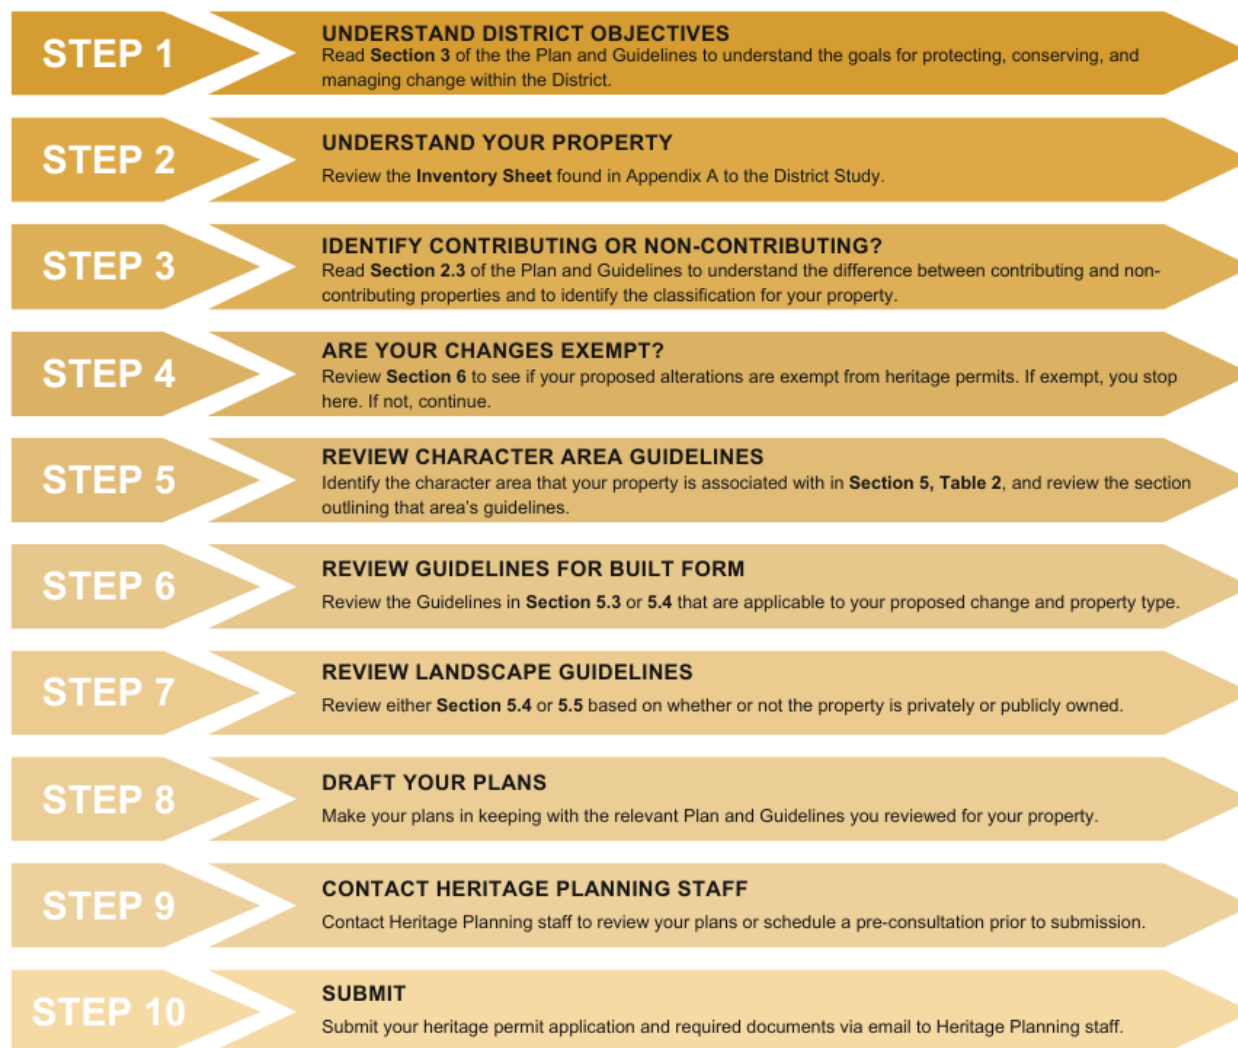 STEP 1
UNDERSTAND DISTRICT OBJECTIVES
Read Section 3 of the the Plan and Guidelines to understand the goals for protecting, conserving, and
managing change within the District.
STEP 2
UNDERSTAND YOUR PROPERTY
Review the Inventory Sheet found in Appendix A to the District Study.
STEP 3
IDENTIFY CONTRIBUTING OR NON-CONTRIBUTING?
Read Section 2.3 of the Plan and Guidelines to understand the difference between contributing and non-
contributing properties and to identify the classification for your property.
STEP 4
ARE YOUR CHANGES EXEMPT?
Review Section 6 to see if your proposed alterations are exempt from heritage permits. If exempt, you stop
here. If not, continue.
STEP 5
REVIEW CHARACTER AREA GUIDELINES
Identify the character area that your property is associated with in Section 5, Table 2, and review the section
outlining that area's guidelines.
STEP 6
REVIEW GUIDELINES FOR BUILT FORM
Review the Guidelines in Section 5.3 or 5.4 that are applicable to your proposed change and property type.
STEP 7
REVIEW LANDSCAPE GUIDELINES
Review either Section 5.4 or 5.5 based on whether or not the property is privately or publicly owned.
STEP 8
DRAFT YOUR PLANS
Make your plans in keeping with the relevant Plan and Guidelines you reviewed for your property.
STEP 9
CONTACT HERITAGE PLANNING STAFF
Contact Heritage Planning staff to review your plans or schedule a pre-consultation prior to submission.
STEP 10
SUBMIT
Submit your heritage permit application and required documents via email to Heritage Planning staff.